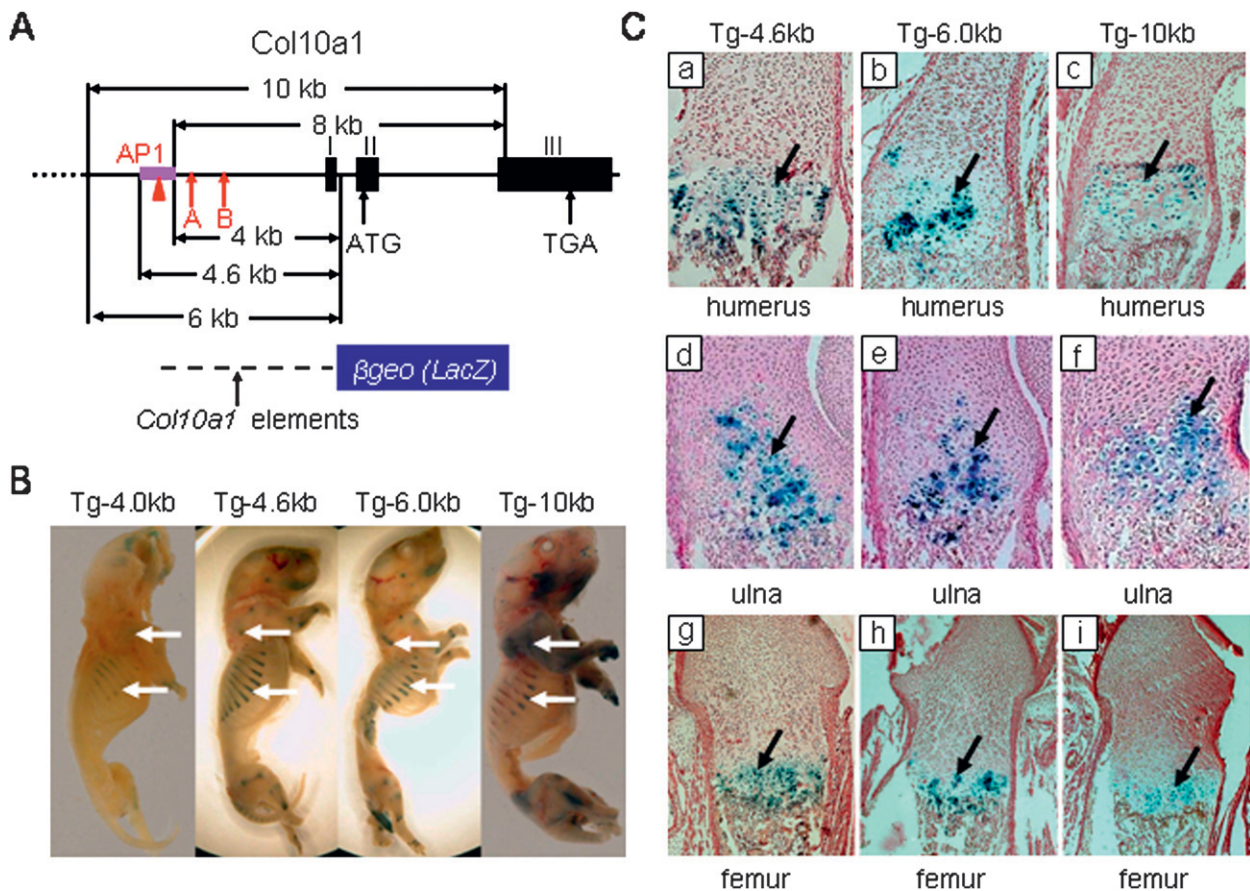 A
Col10a1
10 kb
8 kb
I
II
III
AP1
A
B
4 kb
ATG
TGA
4.6 kb
6 kb
βgeo (LacZ)
Col10a1 elements
B
Tg-4.0kb
Tg-4.6kb
Tg-6.0kb
Tg-10kb
C
Tg-4.6kb
Tg-6.0kb
Tg-10kb
a
b
c
humerus
humerus
humerus
d
e
f
ulna
ulna
ulna
g
h
i
femur
femur
femur